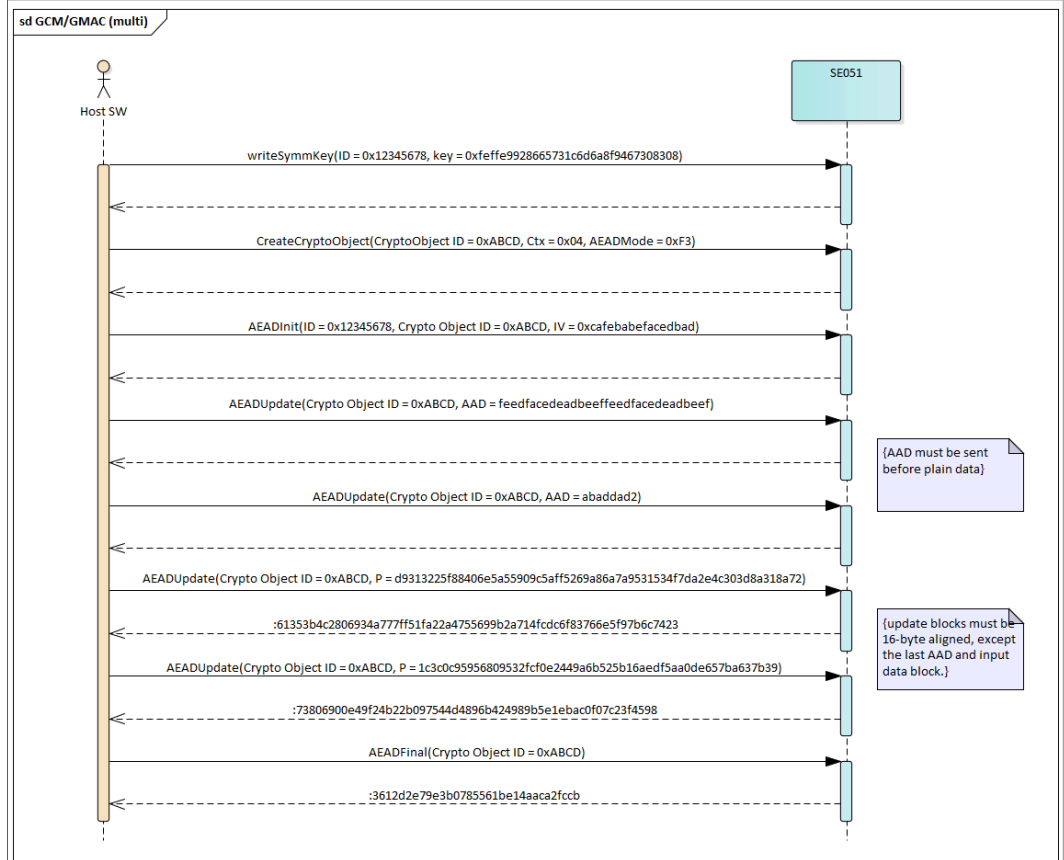 sd GCM/GMAC (multi)
SE051
Host SW
writeSymmKey(ID = 0x12345678, key = 0xfeffe9928665731c6d6a8f9467308308)
CreateCryptoObject(CryptoObject ID = 0xABCD, Ctx = 0x04, AEADMode = 0xF3)
AEADInit(ID = 0x12345678, Crypto Object ID = 0xABCD, IV = 0xcafebabefacedbad)
AEADUpdate(Crypto Object ID = 0xABCD, AAD = feedfacedeadbeeffeedfacedeadbeef)
{AAD must be sent
before plain data}
AEADUpdate(Crypto Object ID = 0xABCD, AAD = abaddad2)
AEADUpdate(Crypto Object ID = 0xABCD, P = d9313225f88406e5a55909c5aff5269a86a7a9531534f7da2e4c303d8a318a72)
:61353b4c2806934a777ff51fa22a4755699b2a714fcdc6f83766e5f97b6c7423
{update blocks must be
16-byte aligned, except
the last AAD and input
data block.}
AEADUpdate(Crypto Object ID = 0xABCD, P = 1c3c0c95956809532fcf0e2449a6b525b16aedf5aa0de657ba637b39)
:73806900e49f24b22b097544d4896b424989b5e1ebac0f07c23f4598
AEADFinal(Crypto Object ID = 0xABCD)
:3612d2e79e3b0785561be14aaca2fccb